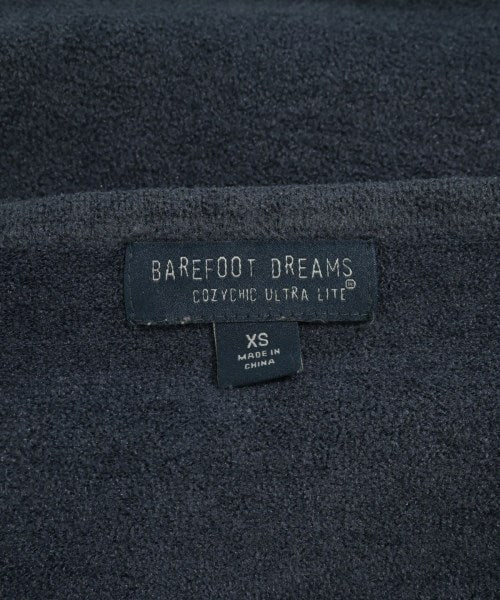 BAREFOOT DREAMS
COZYCHIC ULTRA LITE®
XS
MADE IN
CHINA